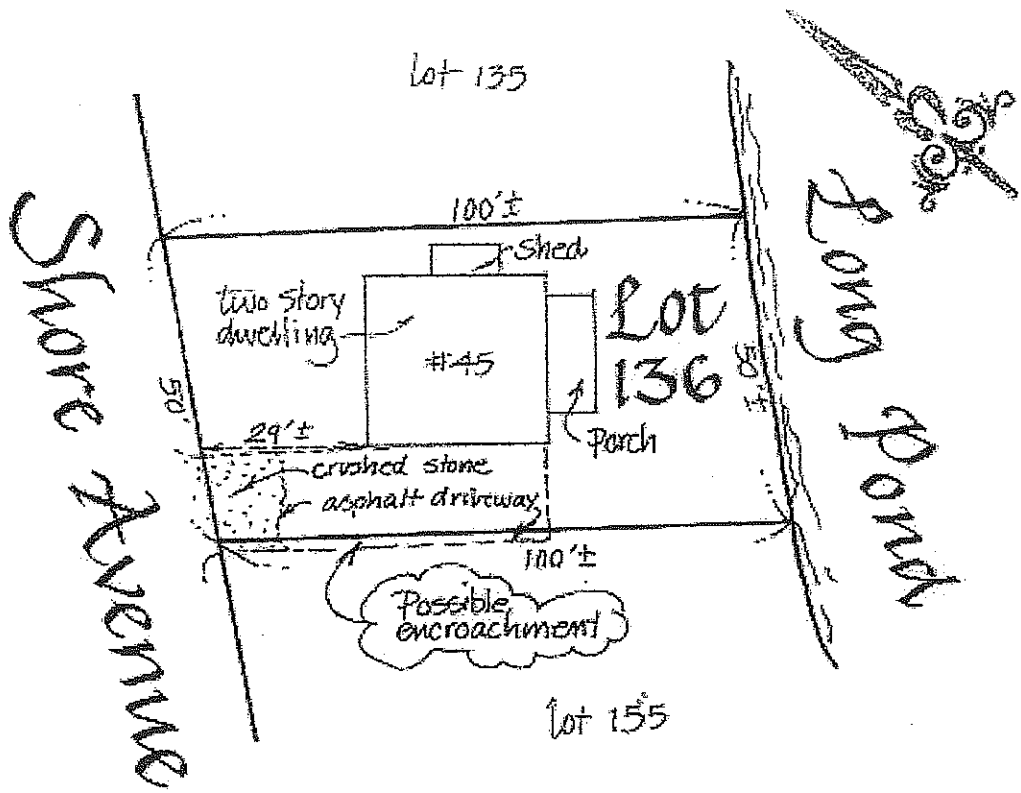 Lot 135
100'±
Shed
two story
dwelling
#45
Lot
136
Long Pond
Shore Avenue
50'
50'±
29'±
Porch
crushed stone
asphalt driveway
100'±
Possible
encroachment
Lot 155